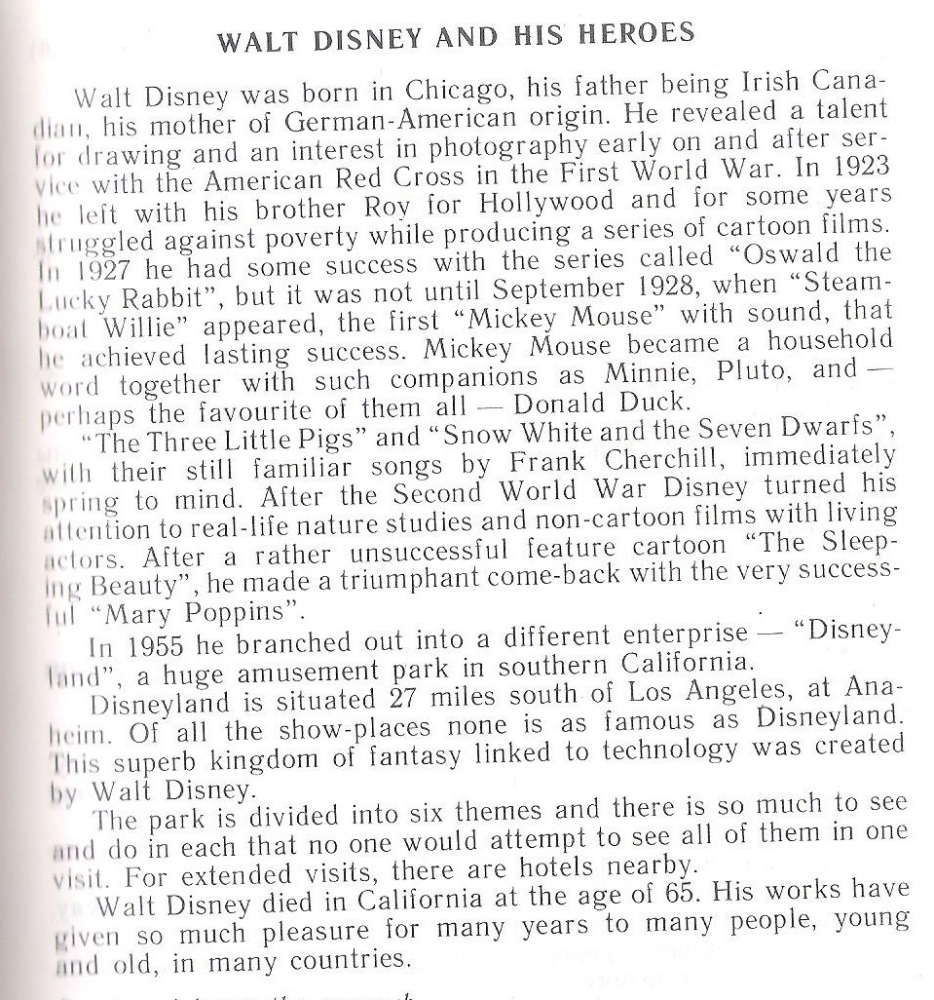 WALT DISNEY AND HIS HEROES
Walt Disney was born in Chicago, his father being Irish Cana-
dian, his mother of German-American origin. He revealed a talent
for drawing and an interest in photography early on and after ser-
vice with the American Red Cross in the First World War. In 1923
he left with his brother Roy for Hollywood and for some years
struggled against poverty while producing a series of cartoon films.
In 1927 he had some success with the series called “Oswald the
Lucky Rabbit”, but it was not until September 1928, when “Steam-
boat Willie” appeared, the first “Mickey Mouse” with sound, that
he achieved lasting success. Mickey Mouse became a household
word together with such companions as Minnie, Pluto, and —
perhaps the favourite of them all — Donald Duck.
“The Three Little Pigs” and “Snow White and the Seven Dwarfs”,
with their still familiar songs by Frank Cherchill, immediately
spring to mind. After the Second World War Disney turned his
attention to real-life nature studies and non-cartoon films with living
actors. After a rather unsuccessful feature cartoon “The Sleep-
ing Beauty”, he made a triumphant come-back with the very success-
ful “Mary Poppins”.
In 1955 he branched out into a different enterprise — “Disney-
land”, a huge amusement park in southern California.
Disneyland is situated 27 miles south of Los Angeles, at Ana-
heim. Of all the show-places none is as famous as Disneyland.
This superb kingdom of fantasy linked to technology was created
by Walt Disney.
The park is divided into six themes and there is so much to see
and do in each that no one would attempt to see all of them in one
visit. For extended visits, there are hotels nearby.
Walt Disney died in California at the age of 65. His works have
given so much pleasure for many years to many people, young
and old, in many countries.